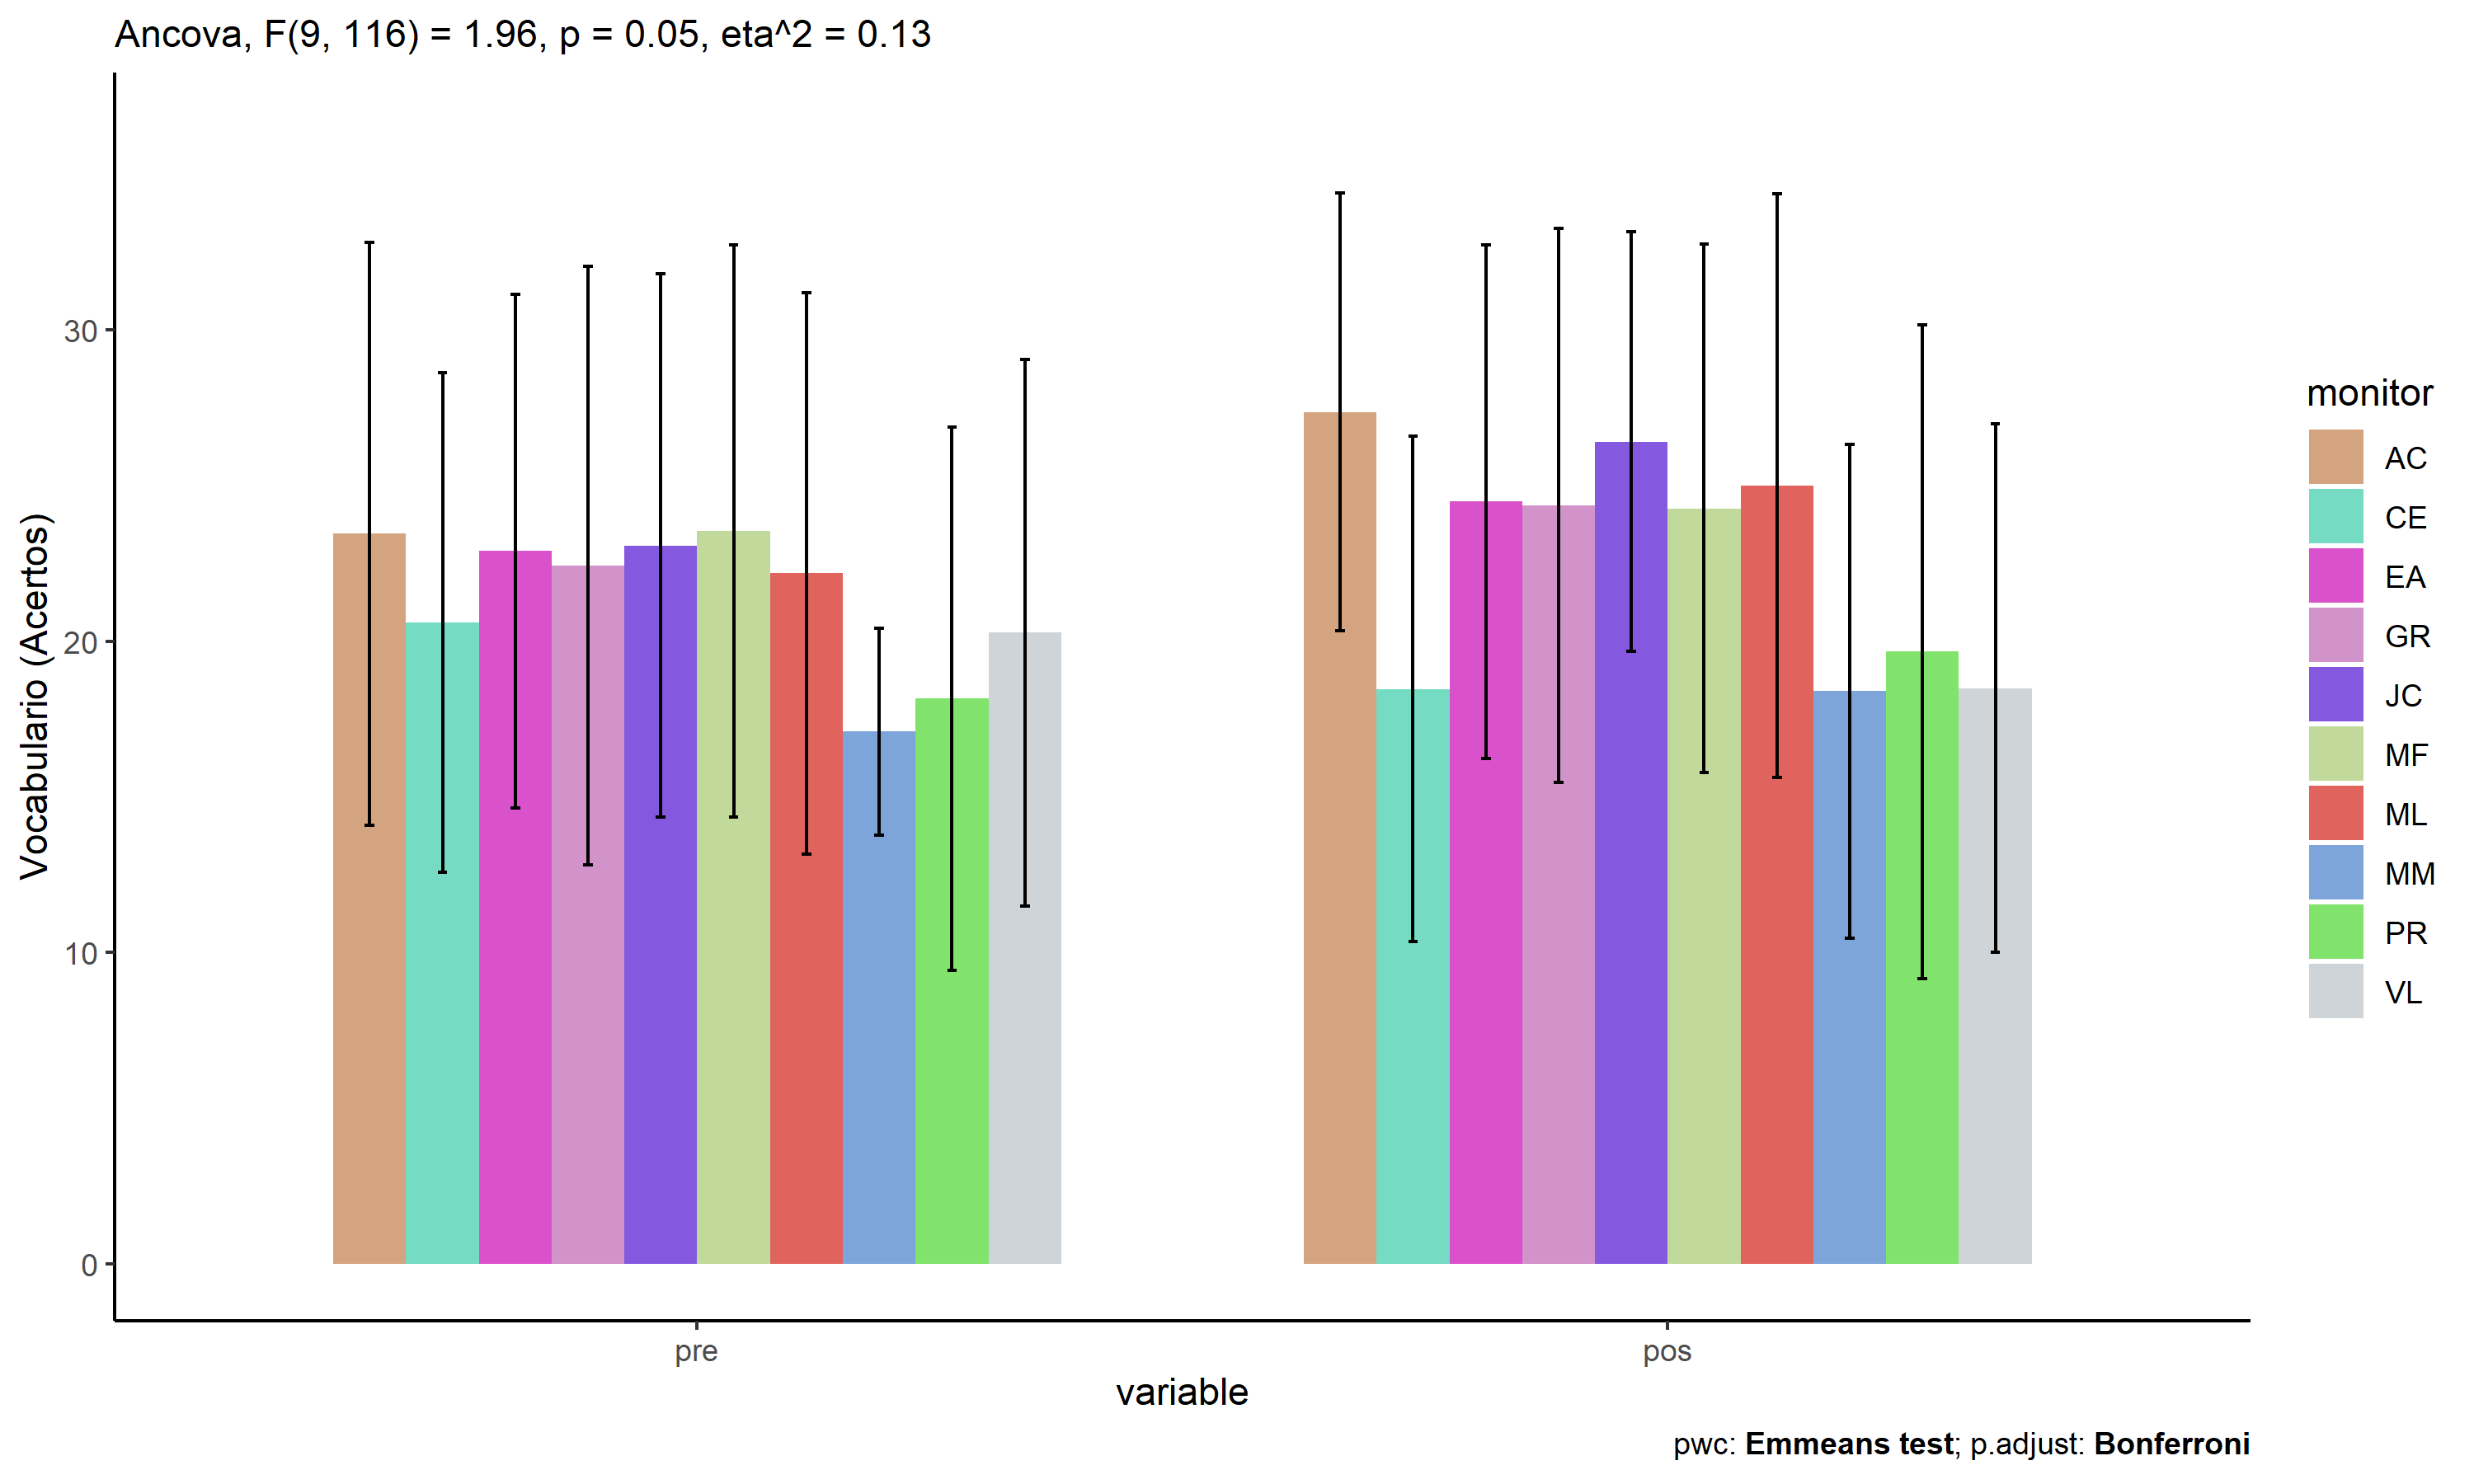 Ancova, F(9, 116) = 1.96, p = 0.05, eta^2 = 0.13
Vocabulario (Acertos)
30
20
10
0
pre
pos
variable
monitor
AC
CE
EA
GR
JC
MF
ML
MM
PR
VL
pwc: Emmeans test; p.adjust: Bonferroni